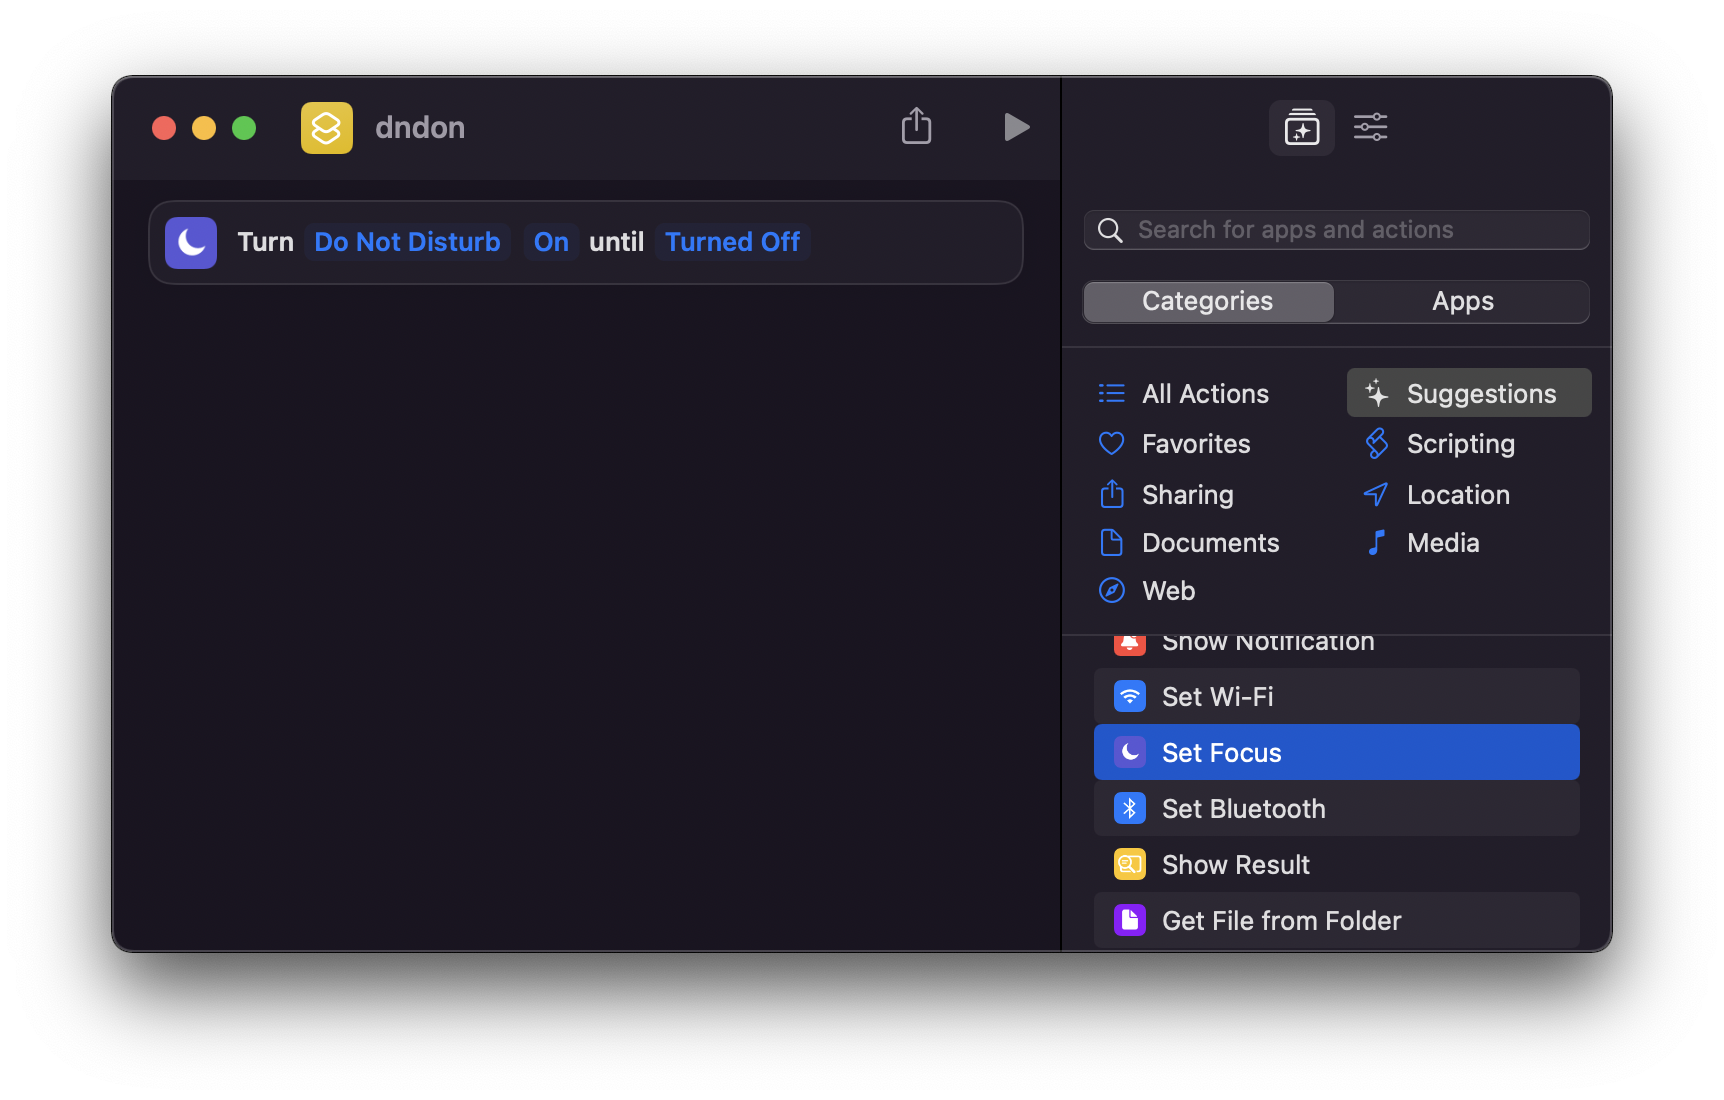 dndon
Turn Do Not Disturb On until Turned Off
Search for apps and actions
Categories Apps
All Actions Suggestions
Favorites Scripting
Sharing Location
Documents Media
Web
Show Notification
Set Wi-Fi
Set Focus
Set Bluetooth
Show Result
Get File from Folder